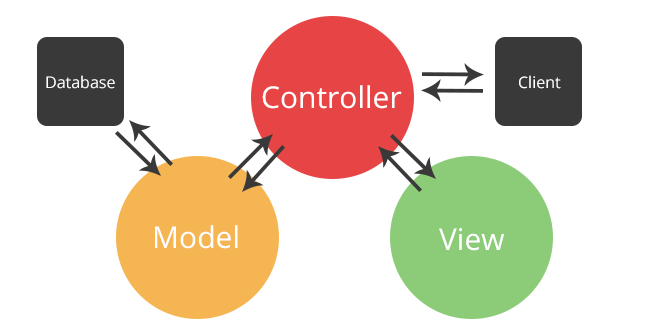 Database
Controller
Client
Model
View